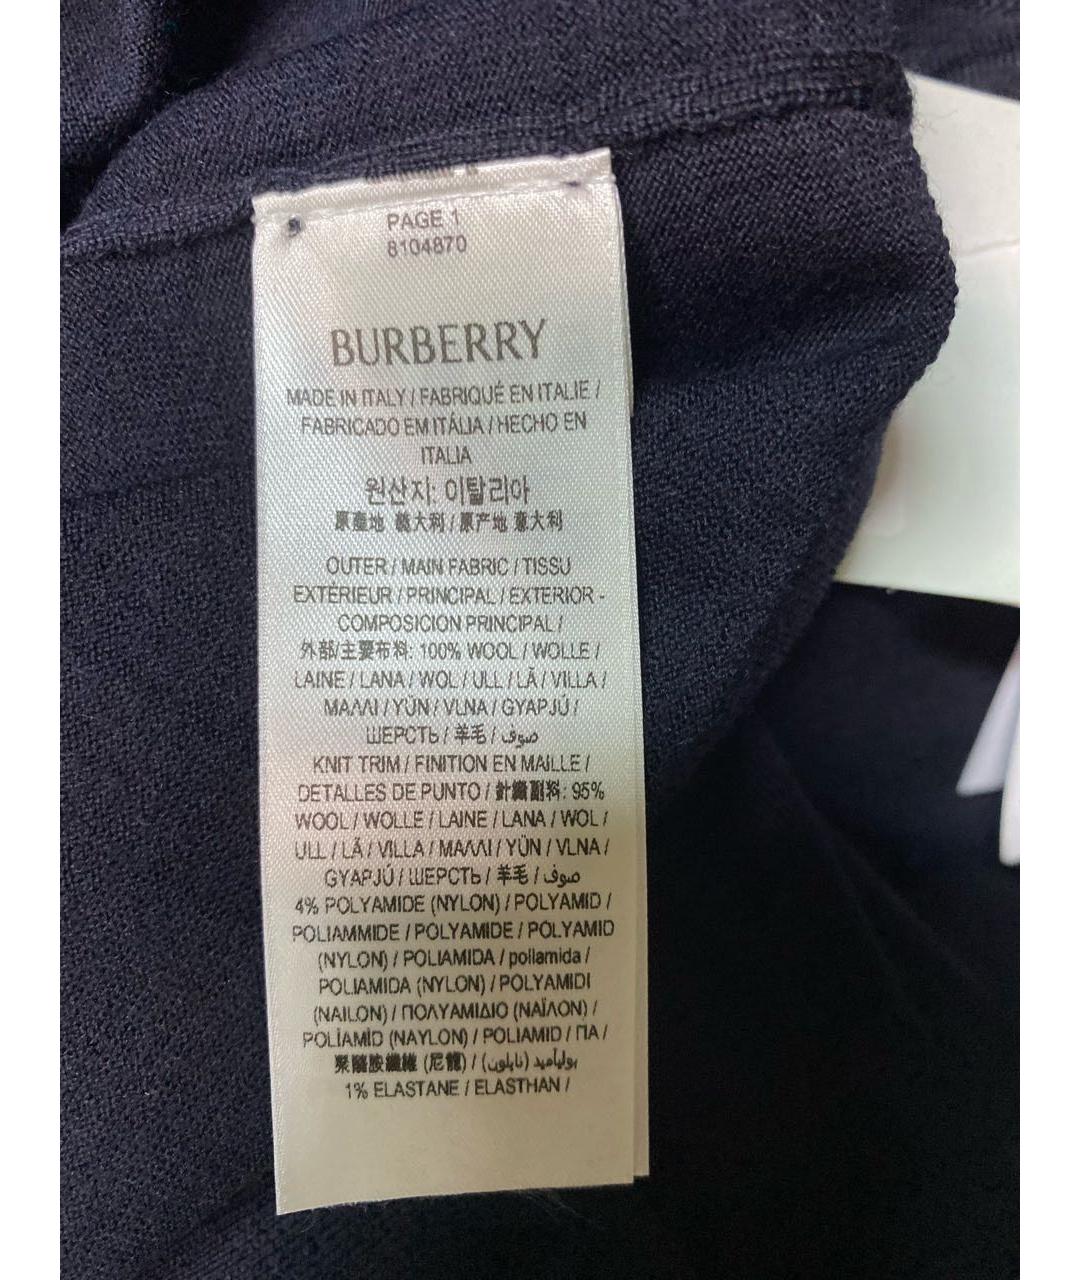 PAGE 1
8104870
BURBERRY
MADE IN ITALY / FABRIQUÉ EN ITALIE /
FABRICADO EM ITÁLIA / HECHO EN
ITALIA
원산지: 이탈리아
原產地 義大利 / 原产地 意大利
OUTER / MAIN FABRIC / TISSU
EXTÉRIEUR / PRINCIPAL / EXTERIOR -
COMPOSICION PRINCIPAL /
外部/主要布料: 100% WOOL / WOLLE /
LAINE / LANA / WOL / ULL / LÃ / VILLA /
ΜΑΛΛΙ / YÜN / VLNA / GYAPJÚ /
ШЕРСТЬ / 羊毛 / صوف
KNIT TRIM / FINITION EN MAILLE /
DETALLES DE PUNTO / 針織副料: 95%
WOOL / WOLLE / LAINE / LANA / WOL /
ULL / LÃ / VILLA / ΜΑΛΛΙ / YÜN / VLNA /
GYAPJÚ / ШЕРСТЬ / 羊毛 / صوف
4% POLYAMIDE (NYLON) / POLYAMID /
POLIAMMIDE / POLYAMIDE / POLYAMID
(NYLON) / POLIAMIDA / poliamida /
POLIAMIDA (NYLON) / POLYAMIDI
(NAILON) / ΠΟΛΥΑΜΙΔΙΟ (ΝΑΪΛΟΝ) /
POLİAMİD (NAYLON) / POLIAMID / ПА /
聚醯胺纖維 (尼龍) / بوليأميد (نايلون)
1% ELASTANE / ELASTHAN /